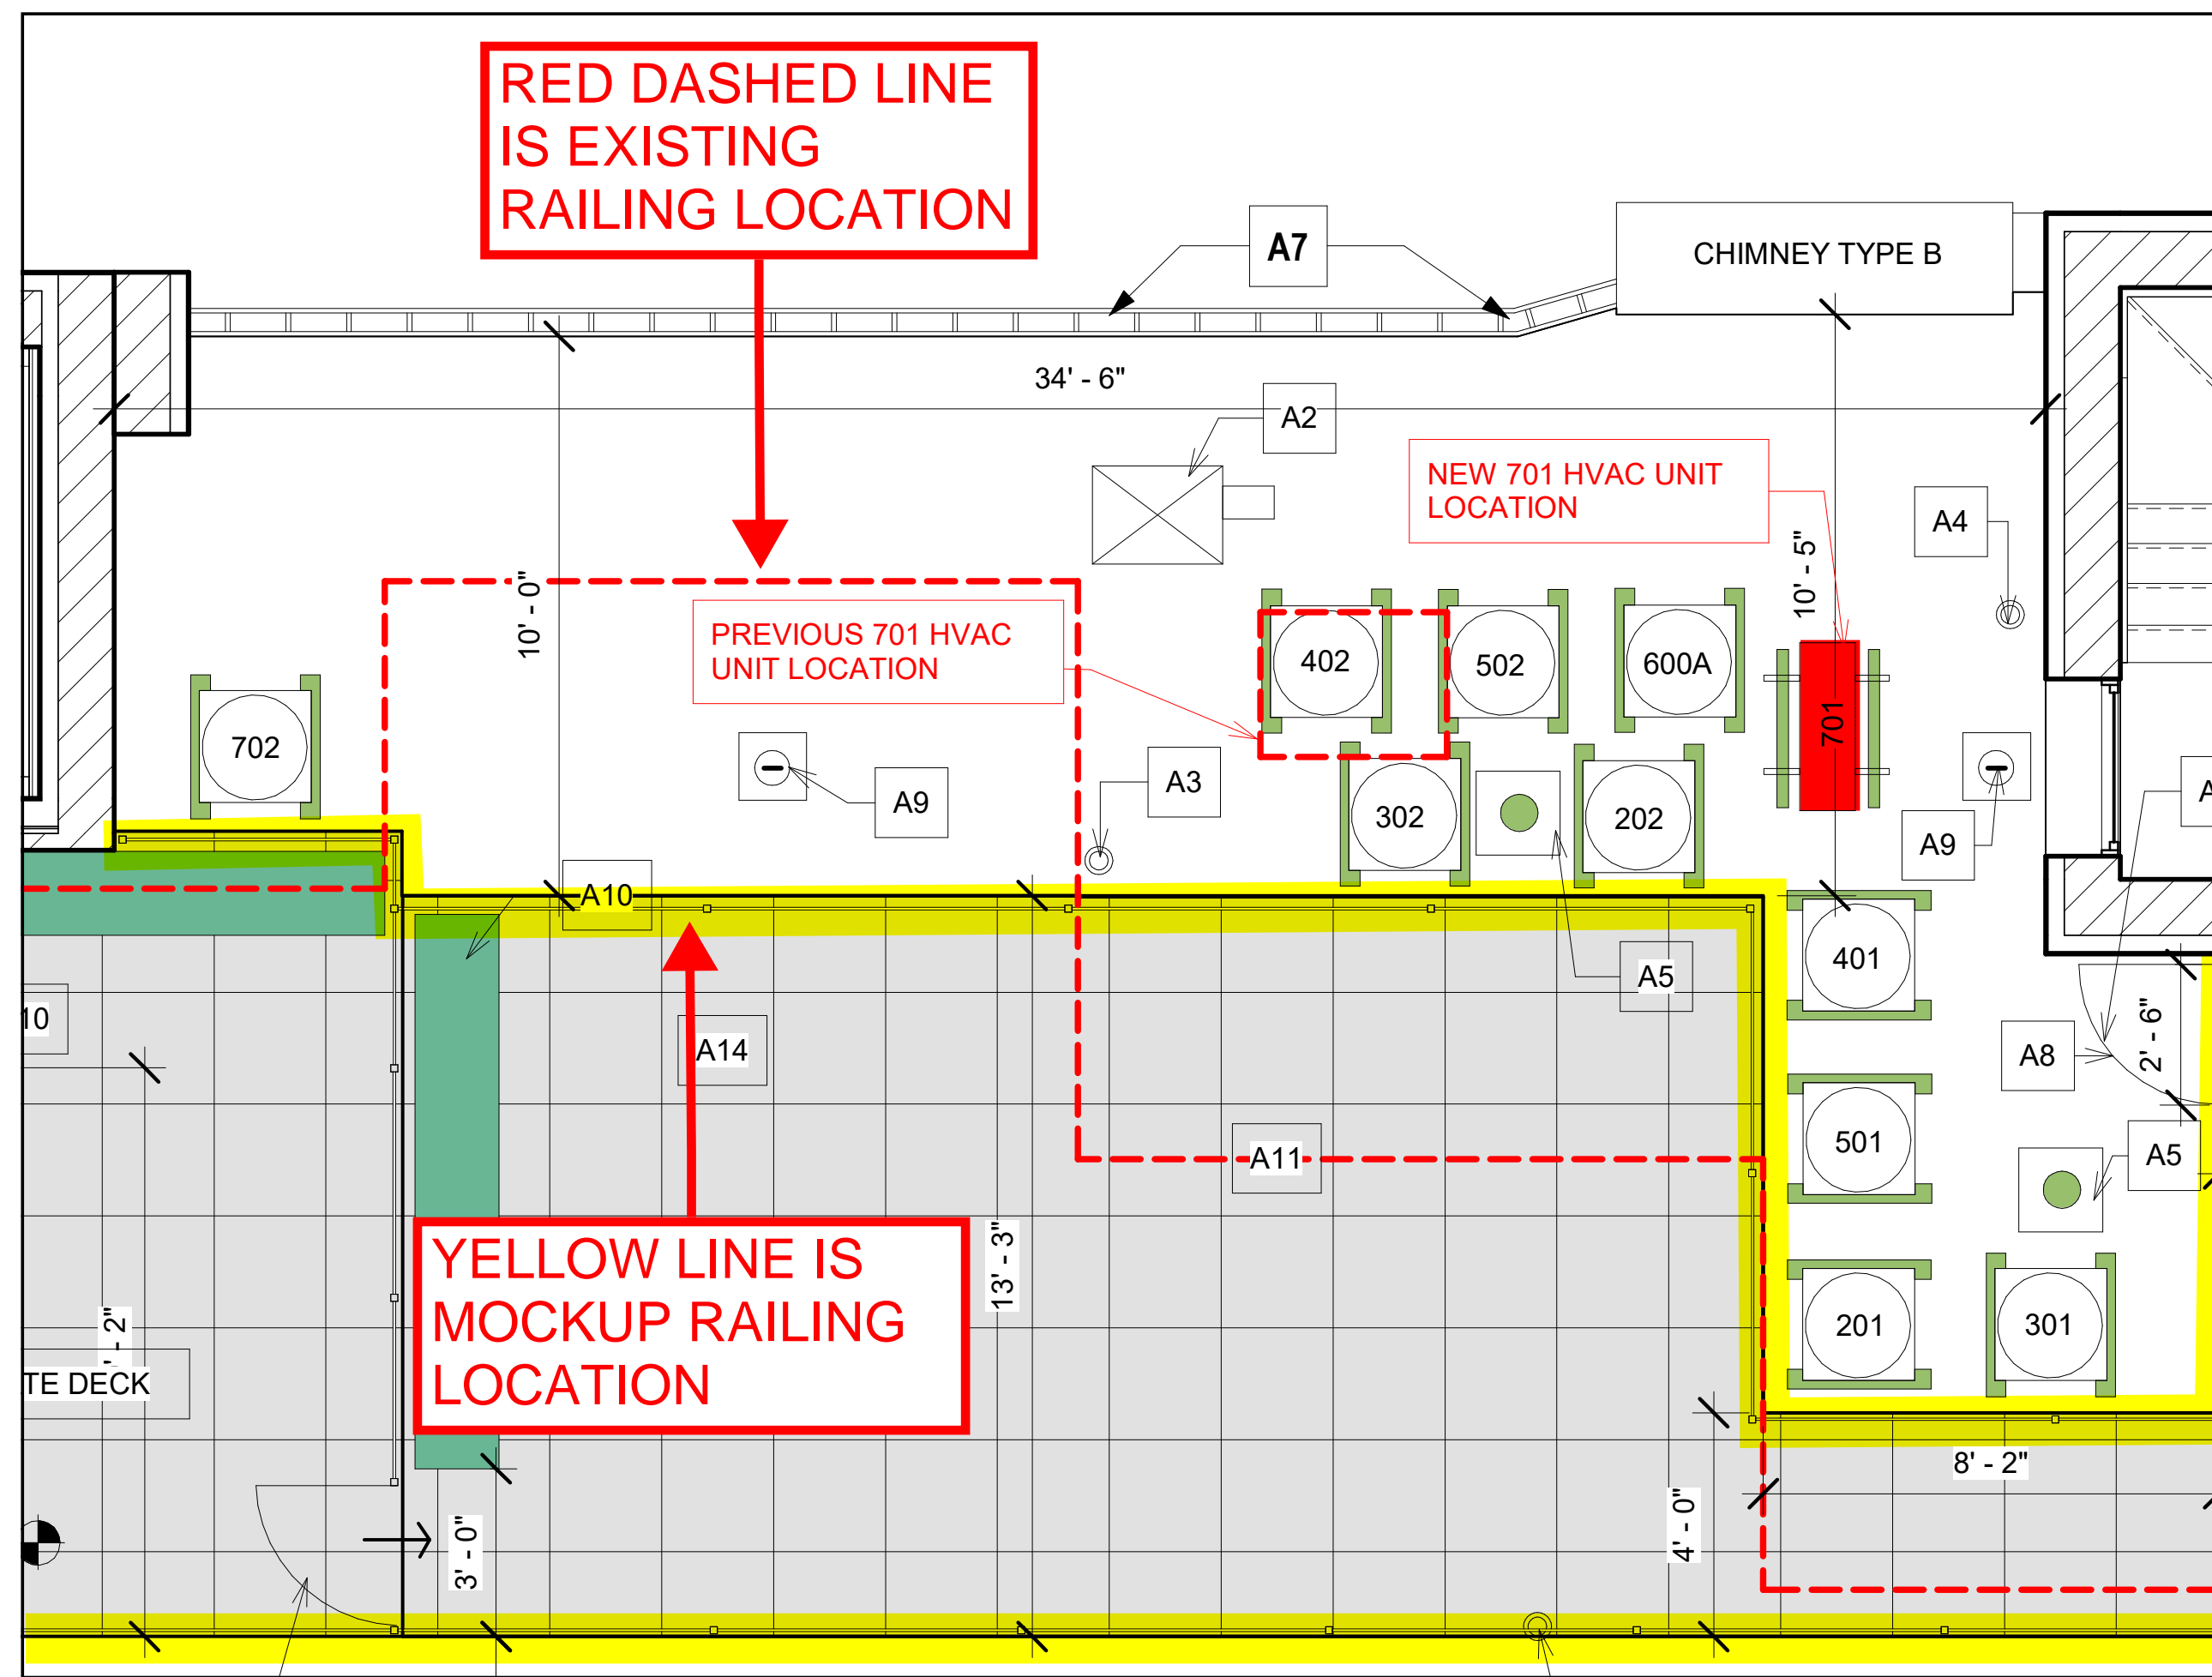 RED DASHED LINE
IS EXISTING
RAILING LOCATION
A7
CHIMNEY TYPE B
34' - 6"
A2
NEW 701 HVAC UNIT
LOCATION
A4
10' - 5"
10' - 0"
PREVIOUS 701 HVAC
UNIT LOCATION
402
502
600A
701
702
A9
A3
302
202
A9
A10
A5
401
10
A14
A8
2' - 6"
501
A11
A5
YELLOW LINE IS
MOCKUP RAILING
LOCATION
13' - 3"
201
301
' - 2"
TE DECK
8' - 2"
3' - 0"
4' - 0"